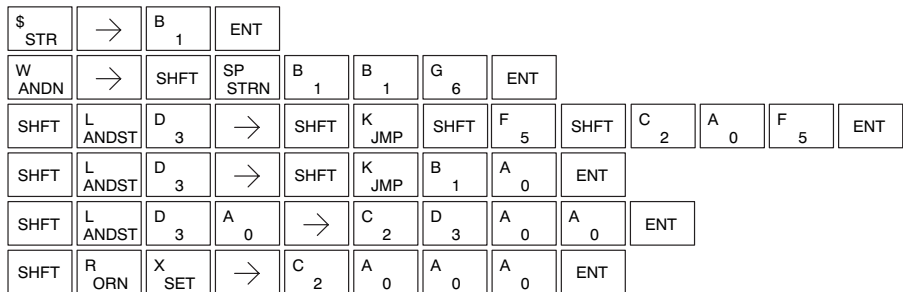 $ STR → B 1 ENT
W ANDN → SHFT SP STRN B 1 B 1 G 6 ENT
SHFT L ANDST D 3 → SHFT K JMP SHFT F 5 SHFT C 2 A 0 F 5 ENT
SHFT L ANDST D 3 → SHFT K JMP B 1 A 0 ENT
SHFT L ANDST D 3 A 0 → C 2 D 3 A 0 A 0 ENT
SHFT R ORN X SET → C 2 A 0 A 0 A 0 ENT